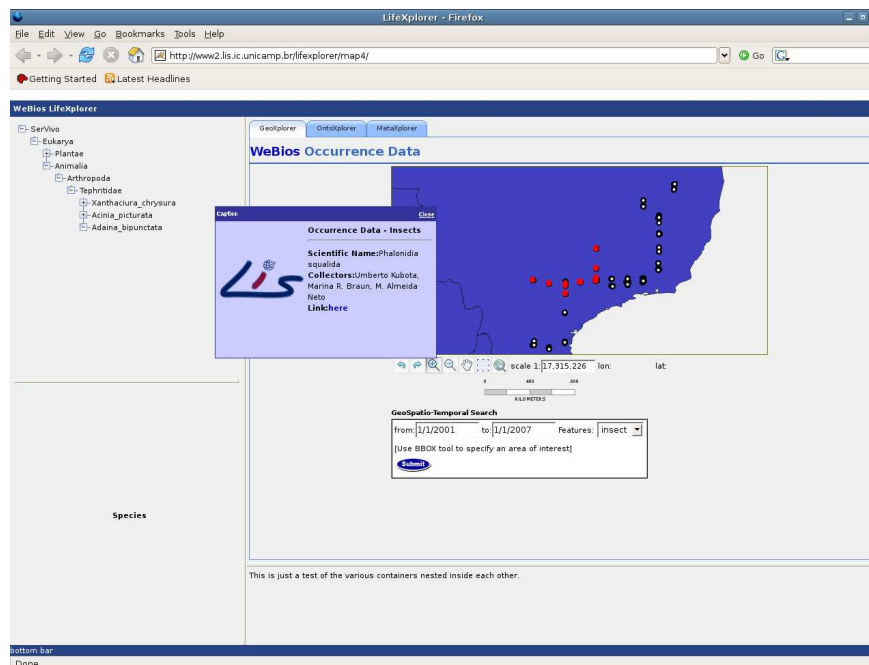 LifeXplorer - Firefox
File Edit View Go Bookmarks Tools Help
http://www2.lis.ic.unicamp.br/lifexplorer/map4/
Go
G
Getting Started Latest Headlines
WeBios LifeXplorer
SerVivo
Eukarya
Plantae
Animalia
Arthropoda
Tephritidae
Xanthaciura_chrysura
Acinia_picturata
Adaina_bipunctata
Species
GeoXplorer OntoXplorer MetaXplorer
WeBios Occurrence Data
Caption Close
Lis
Occurrence Data - Insects
Scientific Name:Phalonidia
squalida
Collectors:Umberto Kubota,
Marina R. Braun, M. Almeida
Neto
Link:here
scale 1: 17,315,226 lon: lat:
0 400 800
KILOMETERS
GeoSpatio-Temporal Search
from: 1/1/2001 to: 1/1/2007 Features: insect
[Use BBOX tool to specify an area of interest]
Submit
This is just a test of the various containers nested inside each other.
bottom bar
Done